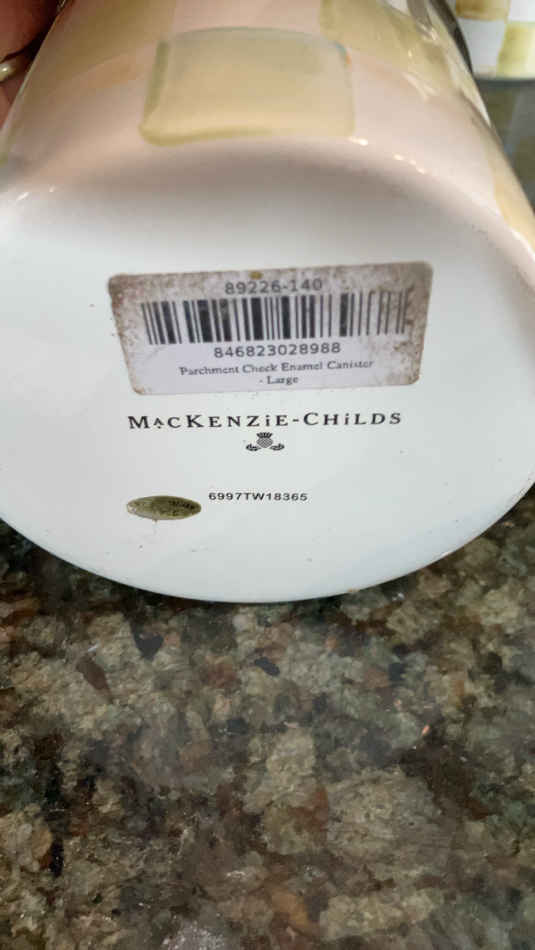 89226-140
846823028988
Parchment Check Enamel Canister
- Large
MACKENZiE-CHiLDS
6997TW18365